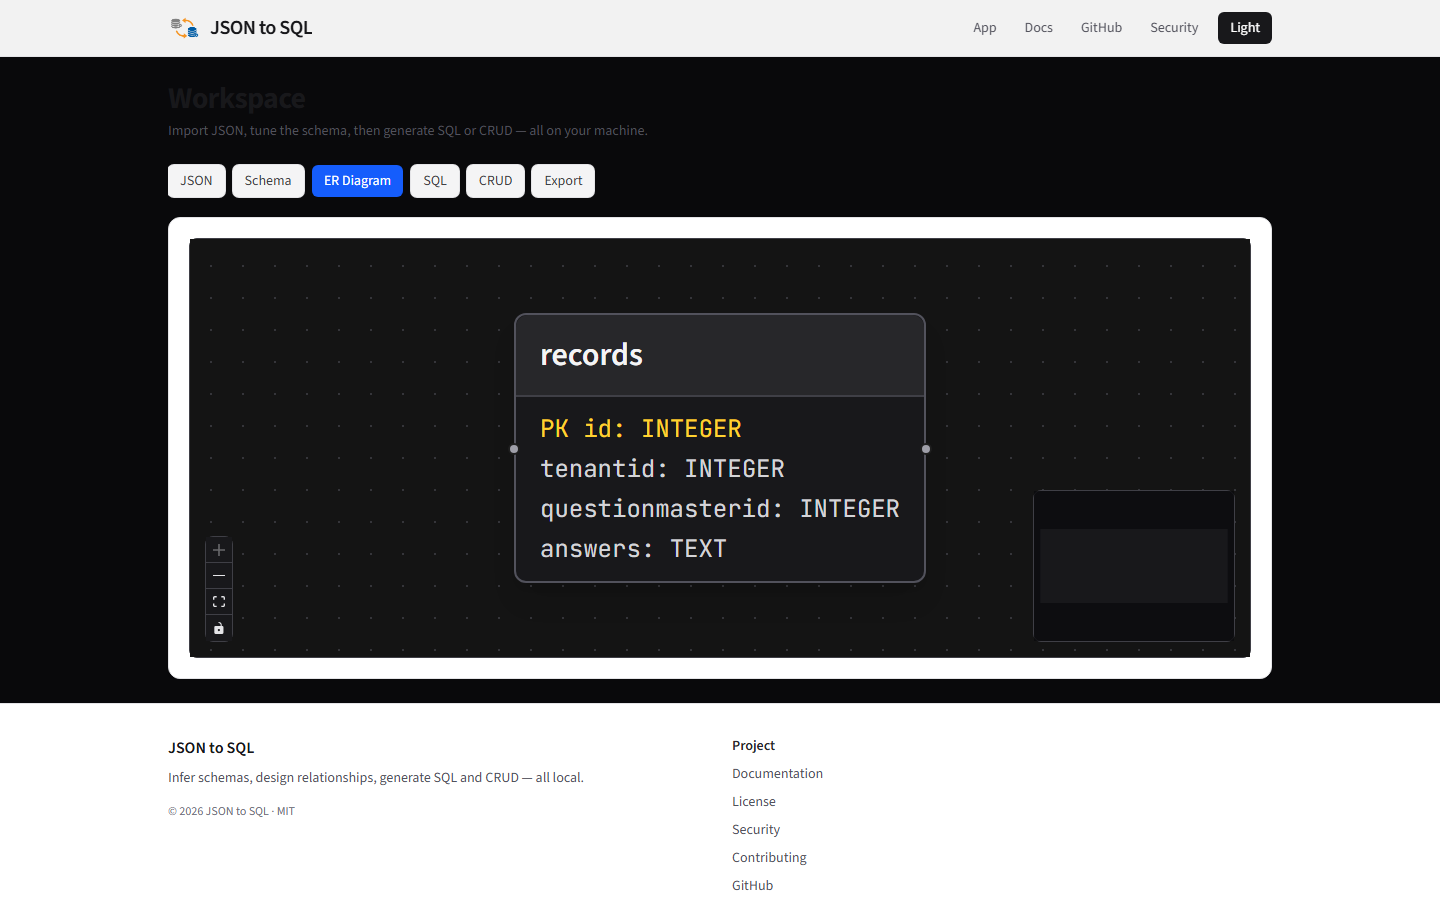 JSON to SQL
App
Docs
GitHub
Security
Light
Workspace
Import JSON, tune the schema, then generate SQL or CRUD — all on your machine.
JSON
Schema
ER Diagram
SQL
CRUD
Export
records
PK id: INTEGER
tenantid: INTEGER
questionmasterid: INTEGER
answers: TEXT
JSON to SQL
Infer schemas, design relationships, generate SQL and CRUD — all local.
© 2026 JSON to SQL · MIT
Project
Documentation
License
Security
Contributing
GitHub